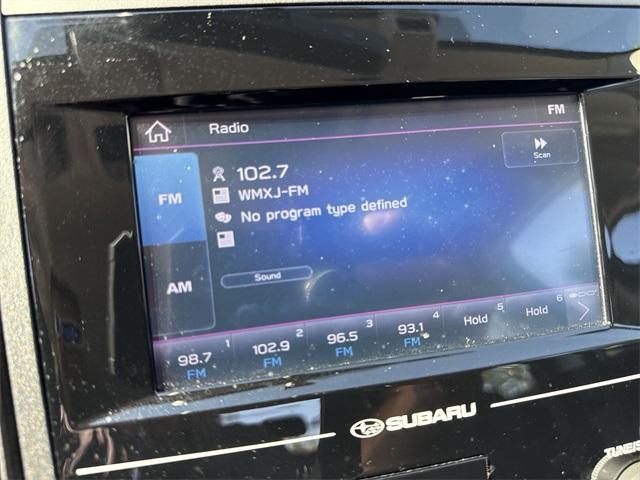 Radio
FM
FM
102.7
Scan
WMXJ-FM
No program type defined
AM
Sound
98.7 1 FM
102.9 2 FM
96.5 3 FM
93.1 4 FM
Hold 5
Hold 6
SUBARU
TUNE/S